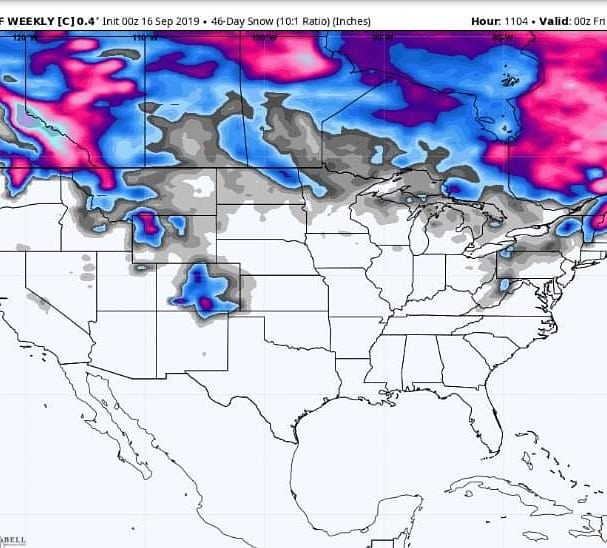 F WEEKLY [C] 0.4° Init 00z 16 Sep 2019 • 46-Day Snow (10:1 Ratio) (Inches) Hour: 1104 • Valid: 00z Fri
120°W 110°W 100°W 90°W 80°W
ABELL